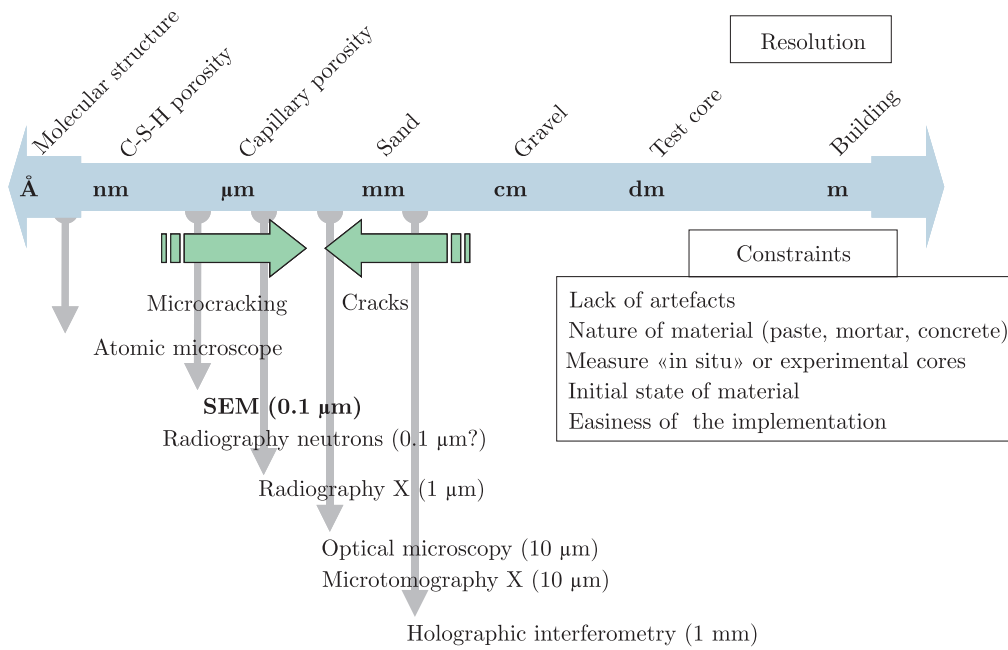 Resolution
Molecular structure
C-S-H porosity
Capillary porosity
Sand
Gravel
Test core
Building
Å nm µm mm cm dm m
Constraints
Lack of artefacts
Nature of material (paste, mortar, concrete)
Measure «in situ» or experimental cores
Initial state of material
Easiness of the implementation
Microcracking
Cracks
Atomic microscope
SEM (0.1 µm)
Radiography neutrons (0.1 µm?)
Radiography X (1 µm)
Optical microscopy (10 µm)
Microtomography X (10 µm)
Holographic interferometry (1 mm)